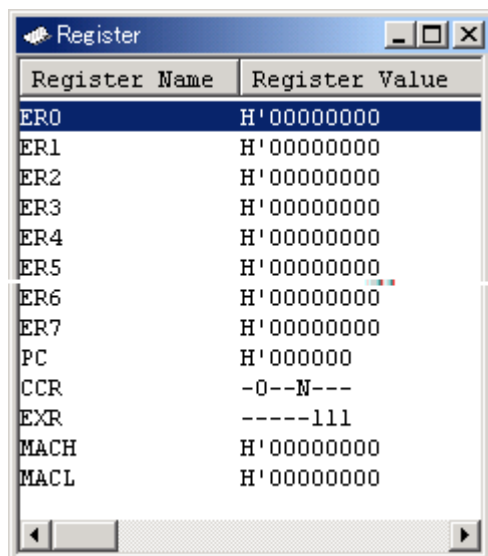 Register
Register Name Register Value
ER0 H'00000000
ER1 H'00000000
ER2 H'00000000
ER3 H'00000000
ER4 H'00000000
ER5 H'00000000
ER6 H'00000000
ER7 H'00000000
PC H'000000
CCR -0--N---
EXR -----111
MACH H'00000000
MACL H'00000000